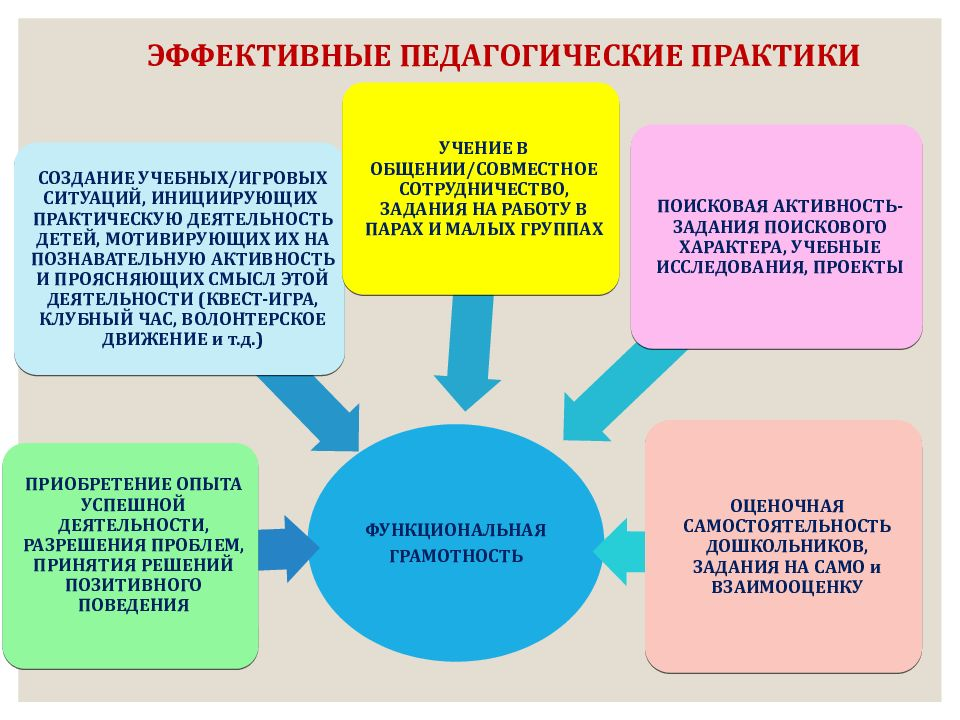 ЭФФЕКТИВНЫЕ ПЕДАГОГИЧЕСКИЕ ПРАКТИКИ
СОЗДАНИЕ УЧЕБНЫХ/ИГРОВЫХ
СИТУАЦИЙ, ИНИЦИИРУЮЩИХ
ПРАКТИЧЕСКУЮ ДЕЯТЕЛЬНОСТЬ
ДЕТЕЙ, МОТИВИРУЮЩИХ ИХ НА
ПОЗНАВАТЕЛЬНУЮ АКТИВНОСТЬ
И ПРОЯСНЯЮЩИХ СМЫСЛ ЭТОЙ
ДЕЯТЕЛЬНОСТИ (КВЕСТ-ИГРА,
КЛУБНЫЙ ЧАС, ВОЛОНТЕРСКОЕ
ДВИЖЕНИЕ и т.д.)
УЧЕНИЕ В
ОБЩЕНИИ/СОВМЕСТНОЕ
СОТРУДНИЧЕСТВО,
ЗАДАНИЯ НА РАБОТУ В
ПАРАХ И МАЛЫХ ГРУППАХ
ПОИСКОВАЯ АКТИВНОСТЬ-
ЗАДАНИЯ ПОИСКОВОГО
ХАРАКТЕРА, УЧЕБНЫЕ
ИССЛЕДОВАНИЯ, ПРОЕКТЫ
ПРИОБРЕТЕНИЕ ОПЫТА
УСПЕШНОЙ
ДЕЯТЕЛЬНОСТИ,
РАЗРЕШЕНИЯ ПРОБЛЕМ,
ПРИНЯТИЯ РЕШЕНИЙ
ПОЗИТИВНОГО
ПОВЕДЕНИЯ
ФУНКЦИОНАЛЬНАЯ
ГРАМОТНОСТЬ
ОЦЕНОЧНАЯ
САМОСТОЯТЕЛЬНОСТЬ
ДОШКОЛЬНИКОВ,
ЗАДАНИЯ НА САМО и
ВЗАИМООЦЕНКУ